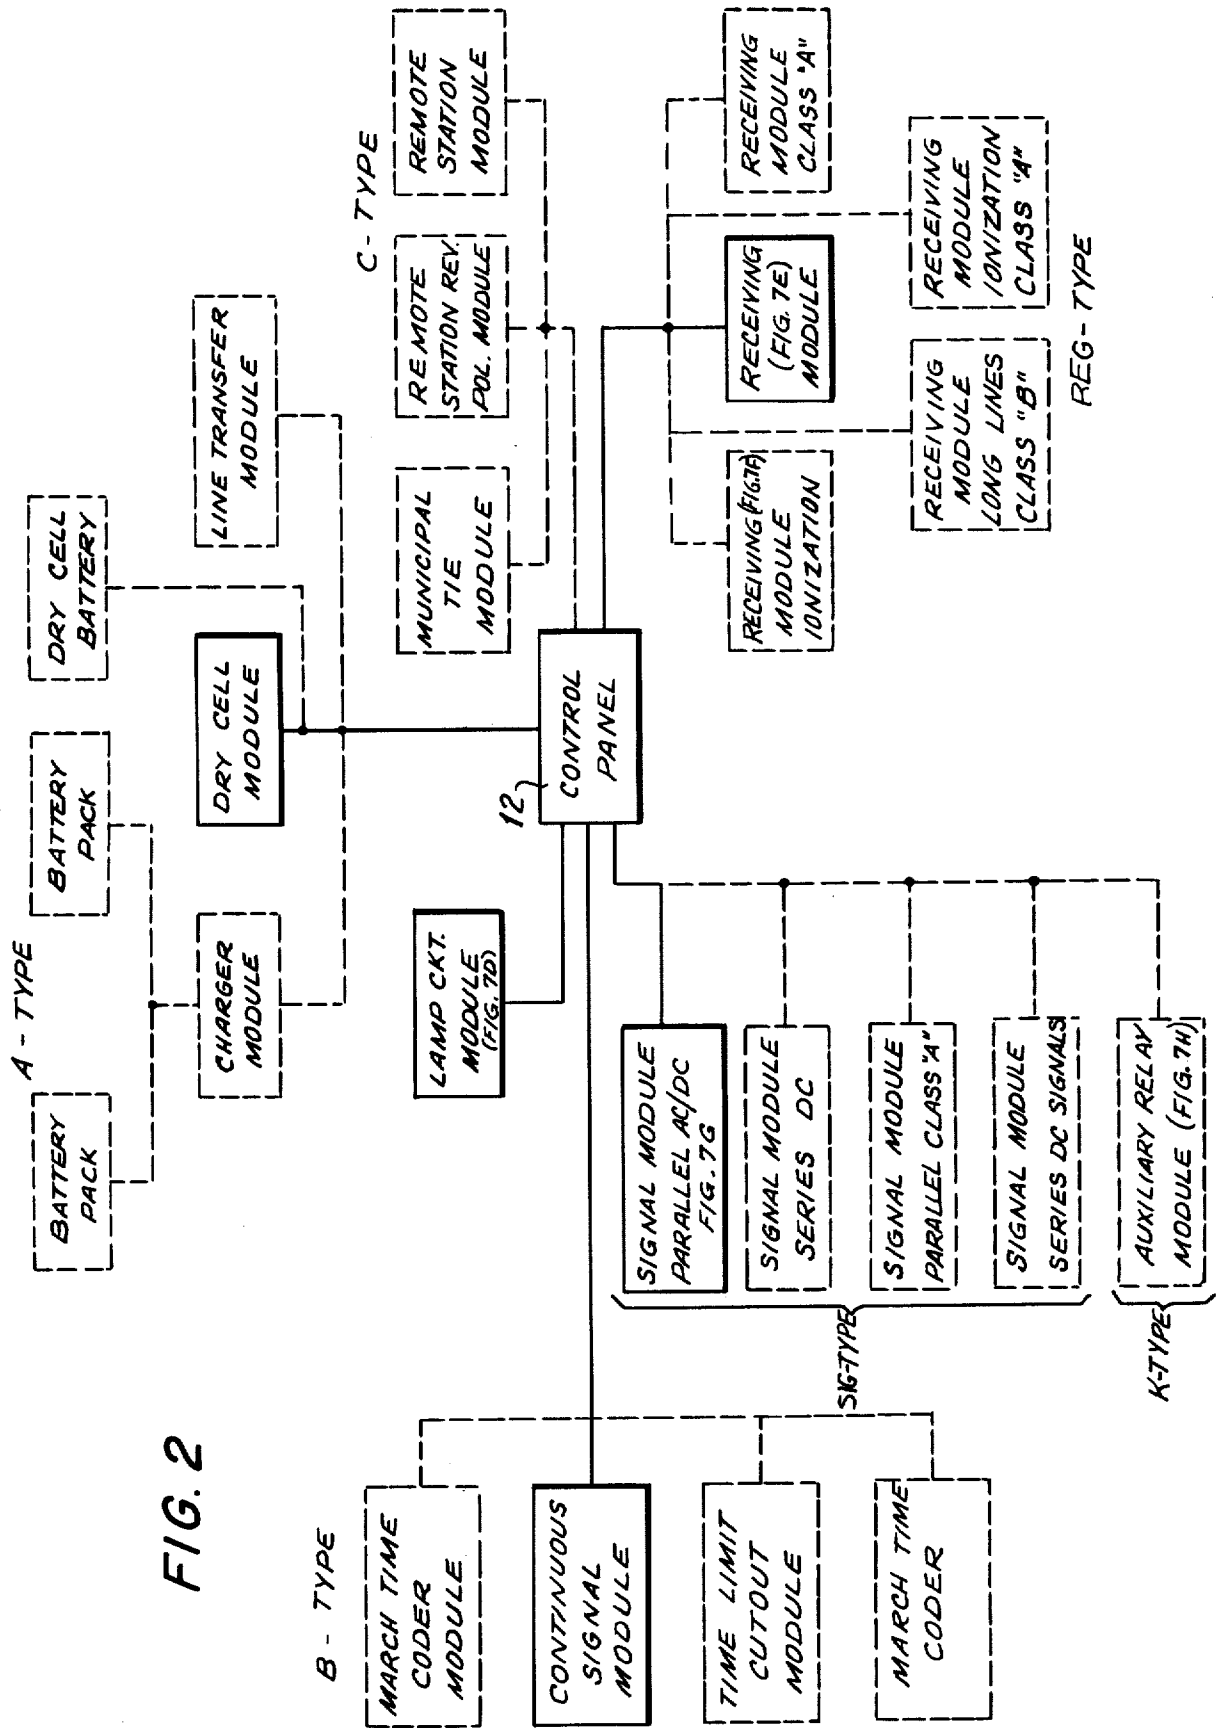 FIG. 2
A - TYPE
BATTERY
PACK
BATTERY
PACK
DRY CELL
BATTERY
CHARGER
MODULE
DRY CELL
MODULE
LINE TRANSFER
MODULE
B - TYPE
MARCH TIME
CODER
MODULE
CONTINUOUS
SIGNAL
MODULE
TIME LIMIT
CUTOUT
MODULE
MARCH TIME
CODER
LAMP CKT.
MODULE
(FIG. 7D)
12
CONTROL
PANEL
C - TYPE
MUNICIPAL
TIE
MODULE
REMOTE
STATION REV.
POL. MODULE
REMOTE
STATION
MODULE
SIG-TYPE
SIGNAL MODULE
PARALLEL AC/DC
FIG. 7G
SIGNAL MODULE
SERIES DC
SIGNAL MODULE
PARALLEL CLASS "A"
SIGNAL MODULE
SERIES DC SIGNALS
K-TYPE
AUXILIARY RELAY
MODULE (FIG. 7H)
RECEIVING (FIG. 7F)
MODULE
IONIZATION
RECEIVING
(FIG. 7E)
MODULE
RECEIVING
MODULE
CLASS "A"
RECEIVING
MODULE
LONG LINES
CLASS "B"
RECEIVING
MODULE
IONIZATION
CLASS "A"
REG-TYPE